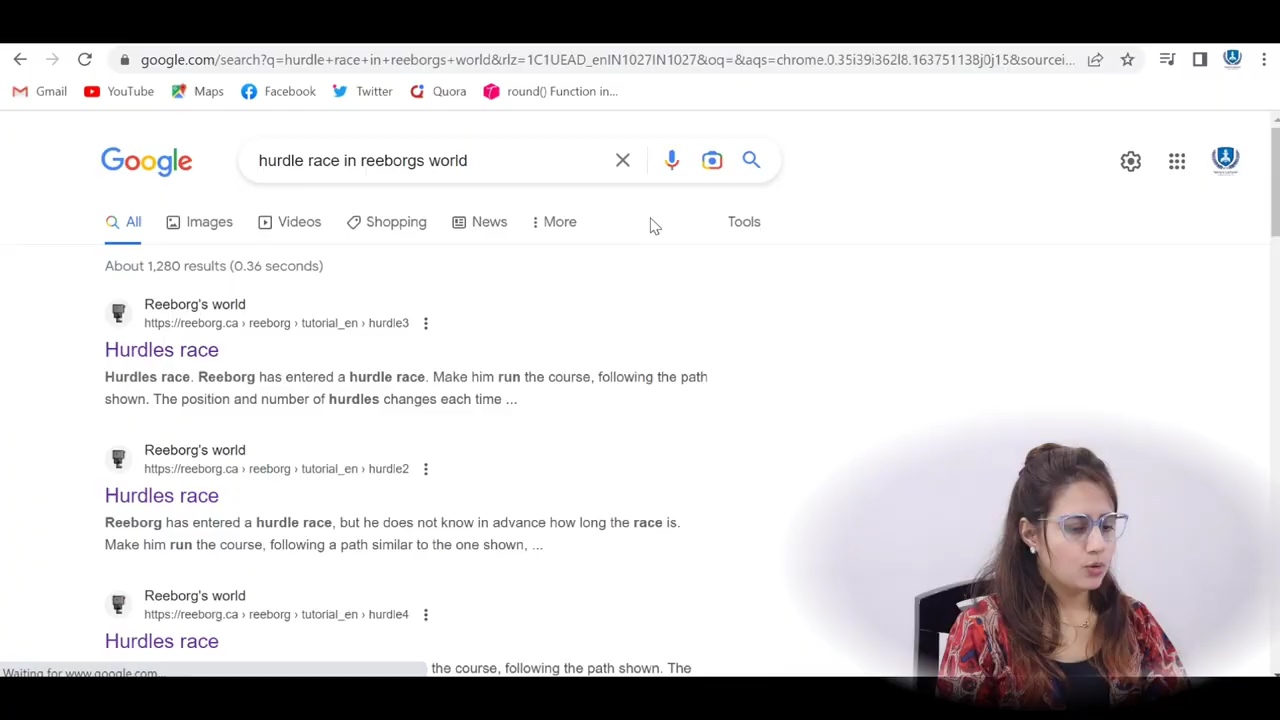 google.com/search?q=hurdle+race+in+reeborgs+world&rlz=1C1UEAD_enIN1027IN1027&oq=&aqs=chrome.0.35i39i362l8.163751138j0j15&sourcei...
Gmail YouTube Maps Facebook Twitter Quora round() Function in...
Google hurdle race in reeborgs world
All Images Videos Shopping News More Tools
About 1,280 results (0.36 seconds)
Reeborg's world
https://reeborg.ca › reeborg › tutorial_en › hurdle3
Hurdles race
Hurdles race. Reeborg has entered a hurdle race. Make him run the course, following the path
shown. The position and number of hurdles changes each time ...
Reeborg's world
https://reeborg.ca › reeborg › tutorial_en › hurdle2
Hurdles race
Reeborg has entered a hurdle race, but he does not know in advance how long the race is.
Make him run the course, following a path similar to the one shown, ...
Reeborg's world
https://reeborg.ca › reeborg › tutorial_en › hurdle4
Hurdles race
the course, following the path shown. The
Waiting for www.google.com...